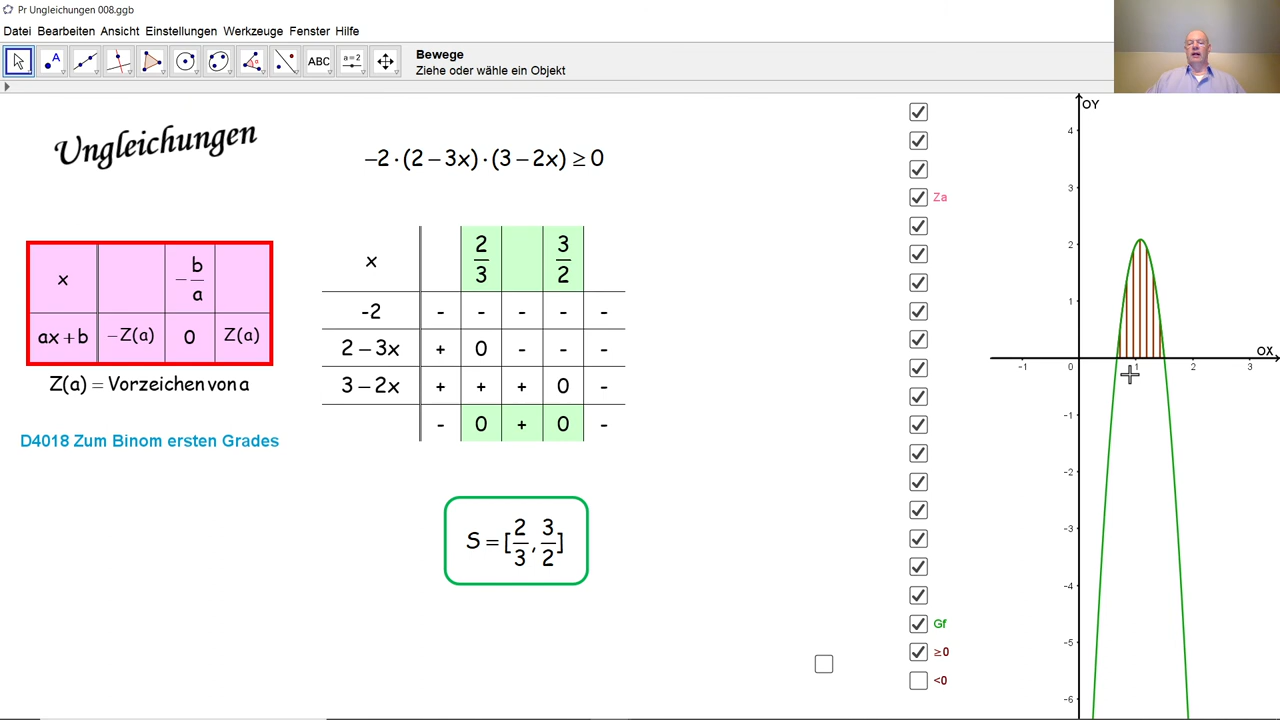 Pr Ungleichungen 008.ggb
Datei Bearbeiten Ansicht Einstellungen Werkzeuge Fenster Hilfe
A ABC a=2
Bewege
Ziehe oder wähle ein Objekt
Ungleichungen
−2·(2−3x)·(3−2x) ≥ 0
x −b/a
ax+b −Z(a) 0 Z(a)
Z(a) = Vorzeichen von a
D4018 Zum Binom ersten Grades
x 2/3 3/2
-2 - - - - -
2−3x + 0 - - -
3−2x + + + 0 -
- 0 + 0 -
S = [2/3, 3/2]
Za
Gf
≥0
<0
OY
4
3
2
1
OX
-1 0 1 2 3
-1
-2
-3
-4
-5
-6